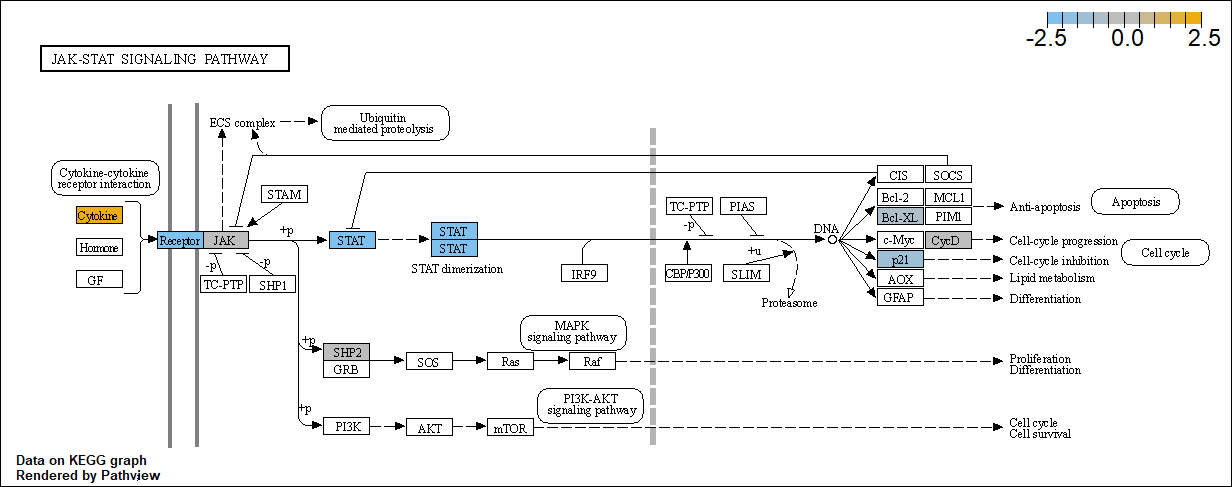 -2.5 0.0 2.5
JAK-STAT SIGNALING PATHWAY
ECS complex
Ubiquitin
mediated proteolysis
Cytokine-cytokine
receptor interaction
Cytokine
Hormone
GF
Receptor
JAK
STAM
-p
-p
TC-PTP
SHP1
+p
STAT
STAT
STAT
STAT dimerization
IRF9
TC-PTP
PIAS
-p
+u
CBP/P300
SLIM
Proteasome
DNA
CIS
SOCS
Bcl-2
MCL1
Bcl-XL
PIM1
c-Myc
CycD
p21
AOX
GFAP
Anti-apoptosis
Apoptosis
Cell-cycle progression
Cell-cycle inhibition
Cell cycle
Lipid metabolism
Differentiation
+p
SHP2
GRB
SOS
Ras
Raf
MAPK
signaling pathway
Proliferation
Differentiation
+p
PI3K
AKT
mTOR
PI3K-AKT
signaling pathway
Cell cycle
Cell survival
Data on KEGG graph
Rendered by Pathview